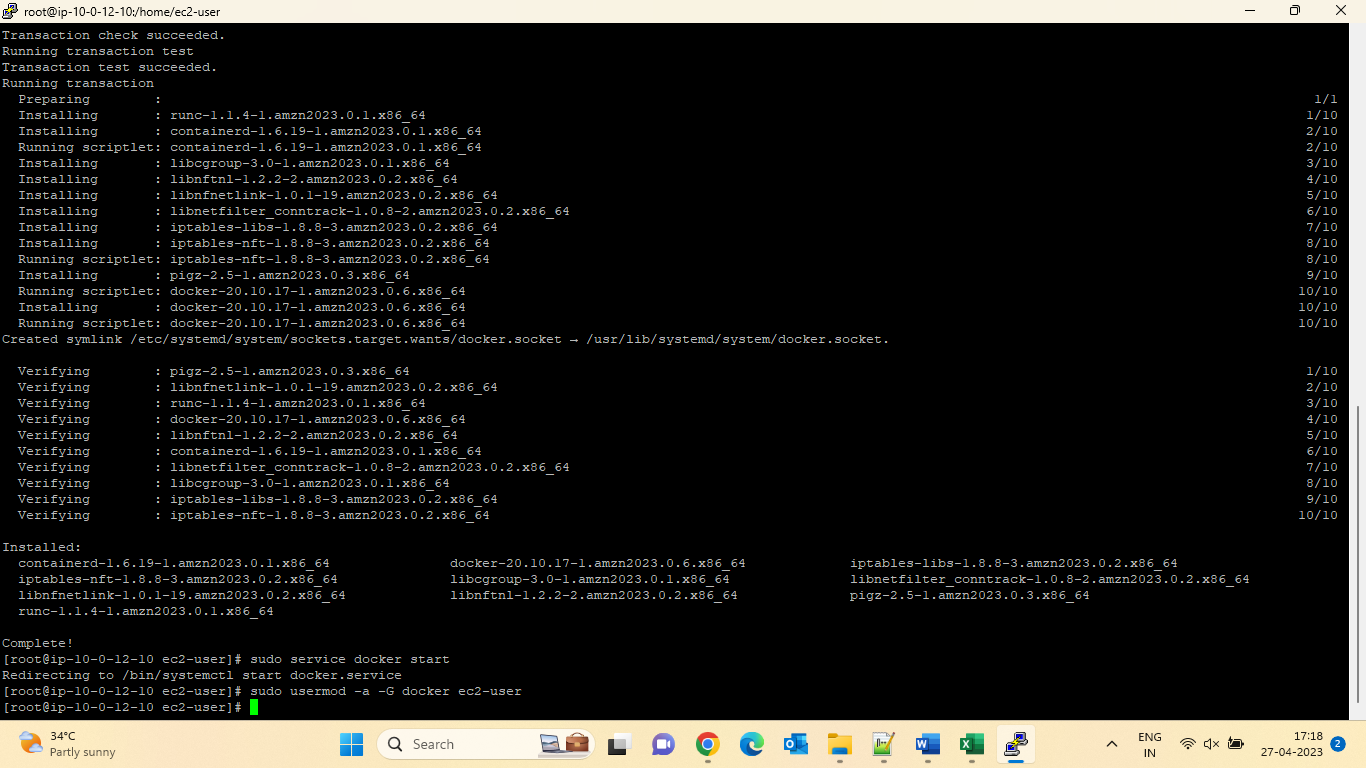 root@ip-10-0-12-10:/home/ec2-user
Transaction check succeeded.
Running transaction test
Transaction test succeeded.
Running transaction
  Preparing        :                                                        1/1
  Installing       : runc-1.1.4-1.amzn2023.0.1.x86_64                       1/10
  Installing       : containerd-1.6.19-1.amzn2023.0.1.x86_64                2/10
  Running scriptlet: containerd-1.6.19-1.amzn2023.0.1.x86_64                2/10
  Installing       : libcgroup-3.0-1.amzn2023.0.1.x86_64                    3/10
  Installing       : libnftnl-1.2.2-2.amzn2023.0.2.x86_64                   4/10
  Installing       : libnfnetlink-1.0.1-19.amzn2023.0.2.x86_64              5/10
  Installing       : libnetfilter_conntrack-1.0.8-2.amzn2023.0.2.x86_64     6/10
  Installing       : iptables-libs-1.8.8-3.amzn2023.0.2.x86_64              7/10
  Installing       : iptables-nft-1.8.8-3.amzn2023.0.2.x86_64               8/10
  Running scriptlet: iptables-nft-1.8.8-3.amzn2023.0.2.x86_64               8/10
  Installing       : pigz-2.5-1.amzn2023.0.3.x86_64                         9/10
  Running scriptlet: docker-20.10.17-1.amzn2023.0.6.x86_64                  10/10
  Installing       : docker-20.10.17-1.amzn2023.0.6.x86_64                  10/10
  Running scriptlet: docker-20.10.17-1.amzn2023.0.6.x86_64                  10/10
Created symlink /etc/systemd/system/sockets.target.wants/docker.socket → /usr/lib/systemd/system/docker.socket.
  Verifying        : pigz-2.5-1.amzn2023.0.3.x86_64                         1/10
  Verifying        : libnfnetlink-1.0.1-19.amzn2023.0.2.x86_64              2/10
  Verifying        : runc-1.1.4-1.amzn2023.0.1.x86_64                       3/10
  Verifying        : docker-20.10.17-1.amzn2023.0.6.x86_64                  4/10
  Verifying        : libnftnl-1.2.2-2.amzn2023.0.2.x86_64                   5/10
  Verifying        : containerd-1.6.19-1.amzn2023.0.1.x86_64                6/10
  Verifying        : libnetfilter_conntrack-1.0.8-2.amzn2023.0.2.x86_64     7/10
  Verifying        : libcgroup-3.0-1.amzn2023.0.1.x86_64                    8/10
  Verifying        : iptables-libs-1.8.8-3.amzn2023.0.2.x86_64              9/10
  Verifying        : iptables-nft-1.8.8-3.amzn2023.0.2.x86_64               10/10
Installed:
  containerd-1.6.19-1.amzn2023.0.1.x86_64 docker-20.10.17-1.amzn2023.0.6.x86_64 iptables-libs-1.8.8-3.amzn2023.0.2.x86_64
  iptables-nft-1.8.8-3.amzn2023.0.2.x86_64 libcgroup-3.0-1.amzn2023.0.1.x86_64 libnetfilter_conntrack-1.0.8-2.amzn2023.0.2.x86_64
  libnfnetlink-1.0.1-19.amzn2023.0.2.x86_64 libnftnl-1.2.2-2.amzn2023.0.2.x86_64 pigz-2.5-1.amzn2023.0.3.x86_64
  runc-1.1.4-1.amzn2023.0.1.x86_64
Complete!
[root@ip-10-0-12-10 ec2-user]# sudo service docker start
Redirecting to /bin/systemctl start docker.service
[root@ip-10-0-12-10 ec2-user]# sudo usermod -a -G docker ec2-user
[root@ip-10-0-12-10 ec2-user]#
34°C
Partly sunny
Search
ENG
IN
17:18
27-04-2023
2